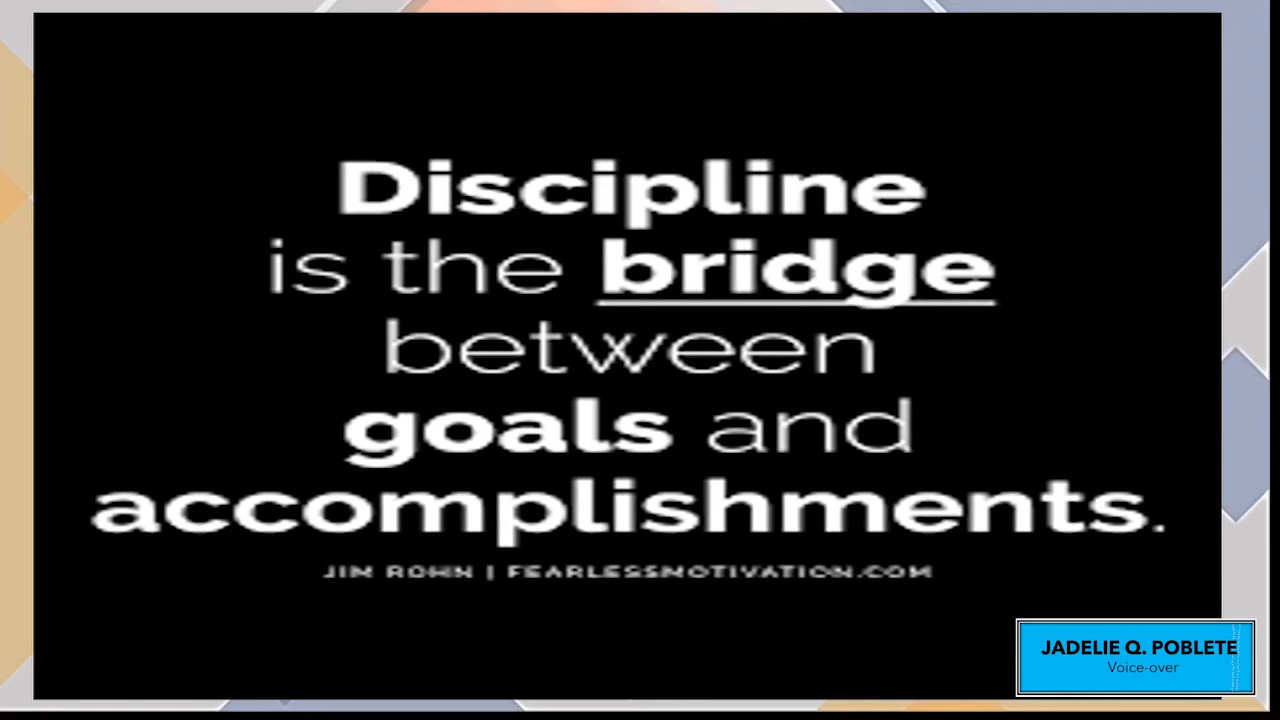 Discipline
is the bridge
between
goals and
accomplishments.
JIM ROHN | FEARLESSMOTIVATION.COM
JADELIE Q. POBLETE
Voice-over